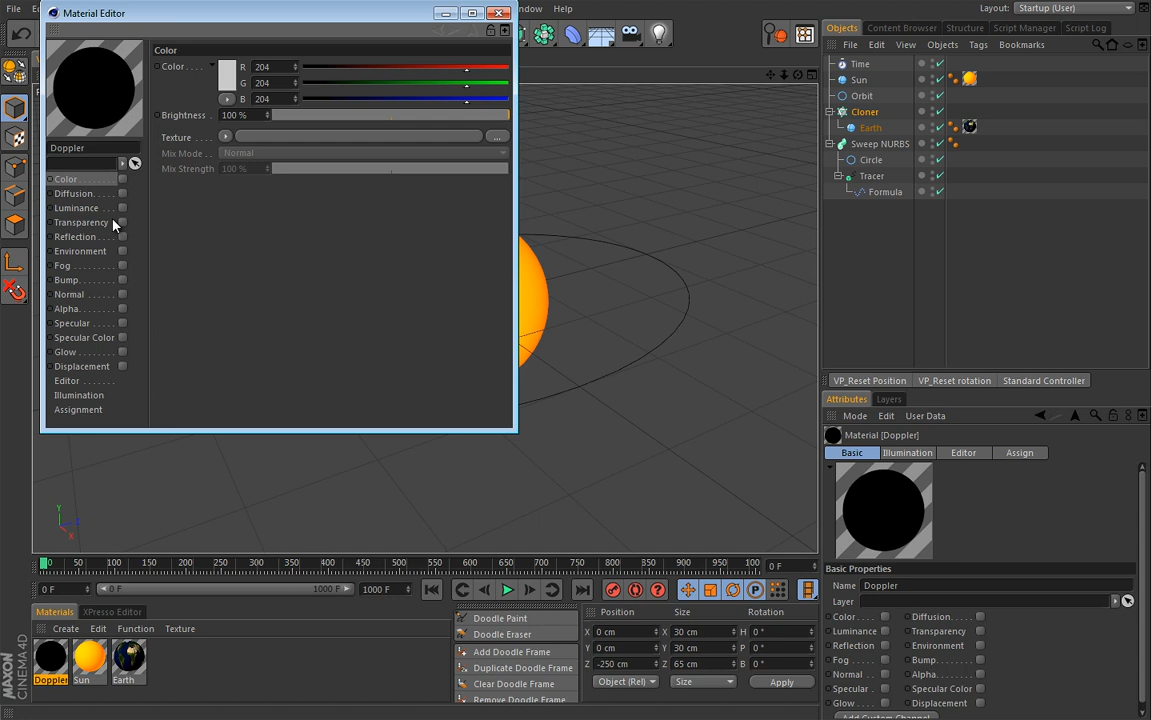 File
Material Editor
ndow
Help
Layout:
Startup (User)
Objects
Content Browser
Structure
Script Manager
Script Log
File
Edit
View
Objects
Tags
Bookmarks
Time
Sun
Orbit
Cloner
Earth
Sweep NURBS
Circle
Tracer
Formula
Color
Color . . . .
R
204
G
204
B
204
Brightness .
100 %
Texture . . . .
...
Mix Mode . .
Normal
Mix Strength
100 %
Doppler
Color
Diffusion
Luminance
Transparency
Reflection
Environment
Fog
Bump
Normal
Alpha
Specular
Specular Color
Glow
Displacement
Editor
Illumination
Assignment
Y
X
VP_Reset Position
VP_Reset rotation
Standard Controller
Attributes
Layers
Mode
Edit
User Data
Material [Doppler]
Basic
Illumination
Editor
Assign
Basic Properties
Name
Doppler
Layer
Color
Diffusion
Luminance
Transparency
Reflection
Environment
Fog
Bump
Normal
Alpha
Specular
Specular Color
Glow
Displacement
Add Custom Channel
0
50
100
150
200
250
300
350
400
450
500
550
600
650
700
750
800
850
900
950
100
0 F
0 F
0 F
1000 F
1000 F
Materials
XPresso Editor
Create
Edit
Function
Texture
Doppler
Sun
Earth
Doodle Paint
Doodle Eraser
Add Doodle Frame
Duplicate Doodle Frame
Clear Doodle Frame
Remove Doodle Frame
Position
Size
Rotation
X
0 cm
X
30 cm
H
0 °
Y
0 cm
Y
30 cm
P
0 °
Z
-250 cm
Z
65 cm
B
0 °
Object (Rel)
Size
Apply
MAXON
CINEMA 4D